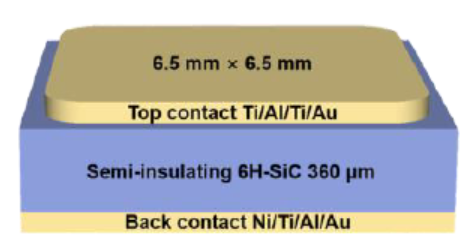 6.5 mm × 6.5 mm
Top contact Ti/Al/Ti/Au
Semi-insulating 6H-SiC 360 μm
Back contact Ni/Ti/Al/Au